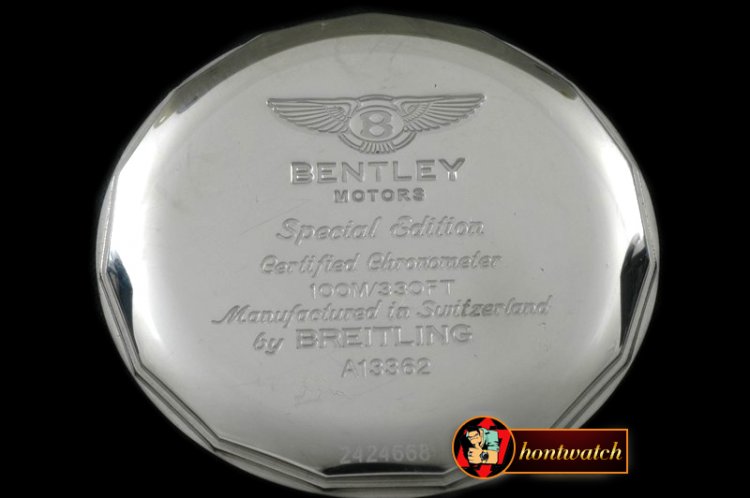 B
BENTLEY
MOTORS
Special Edition
Certified Chronometer
100M/330FT
Manufactured in Switzerland
by BREITLING
A13362
2424668
hontwatch